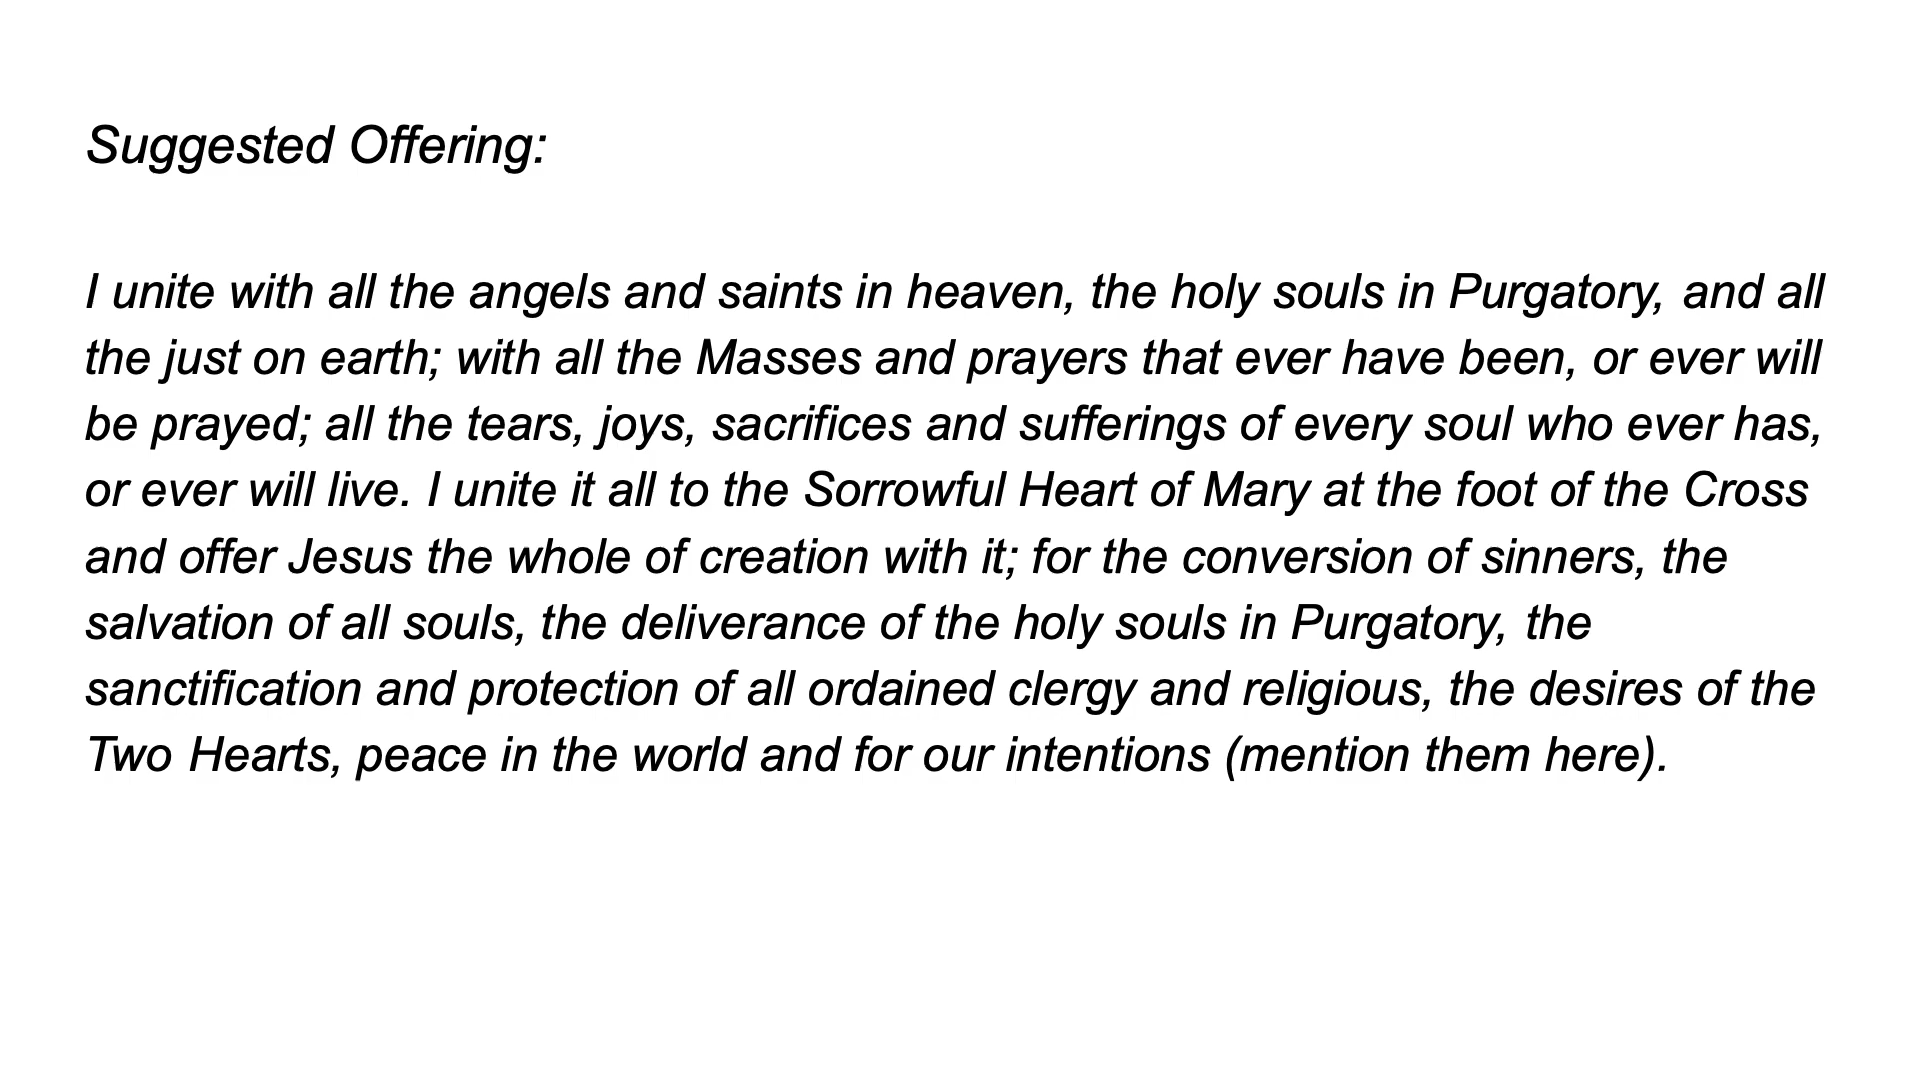 Suggested Offering:
I unite with all the angels and saints in heaven, the holy souls in Purgatory, and all
the just on earth; with all the Masses and prayers that ever have been, or ever will
be prayed; all the tears, joys, sacrifices and sufferings of every soul who ever has,
or ever will live. I unite it all to the Sorrowful Heart of Mary at the foot of the Cross
and offer Jesus the whole of creation with it; for the conversion of sinners, the
salvation of all souls, the deliverance of the holy souls in Purgatory, the
sanctification and protection of all ordained clergy and religious, the desires of the
Two Hearts, peace in the world and for our intentions (mention them here).